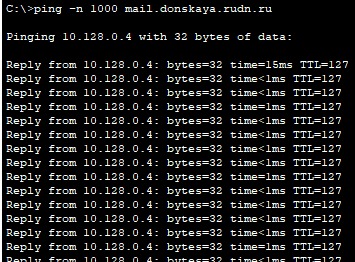 C:\>ping -n 1000 mail.donskaya.rudn.ru
Pinging 10.128.0.4 with 32 bytes of data:
Reply from 10.128.0.4: bytes=32 time=15ms TTL=127
Reply from 10.128.0.4: bytes=32 time<1ms TTL=127
Reply from 10.128.0.4: bytes=32 time<1ms TTL=127
Reply from 10.128.0.4: bytes=32 time=1ms TTL=127
Reply from 10.128.0.4: bytes=32 time<1ms TTL=127
Reply from 10.128.0.4: bytes=32 time<1ms TTL=127
Reply from 10.128.0.4: bytes=32 time<1ms TTL=127
Reply from 10.128.0.4: bytes=32 time=1ms TTL=127
Reply from 10.128.0.4: bytes=32 time<1ms TTL=127
Reply from 10.128.0.4: bytes=32 time<1ms TTL=127
Reply from 10.128.0.4: bytes=32 time<1ms TTL=127
Reply from 10.128.0.4: bytes=32 time<1ms TTL=127
Reply from 10.128.0.4: bytes=32 time<1ms TTL=127
Reply from 10.128.0.4: bytes=32 time=1ms TTL=127
Reply from 10.128.0.4: bytes=32 time<1ms TTL=127